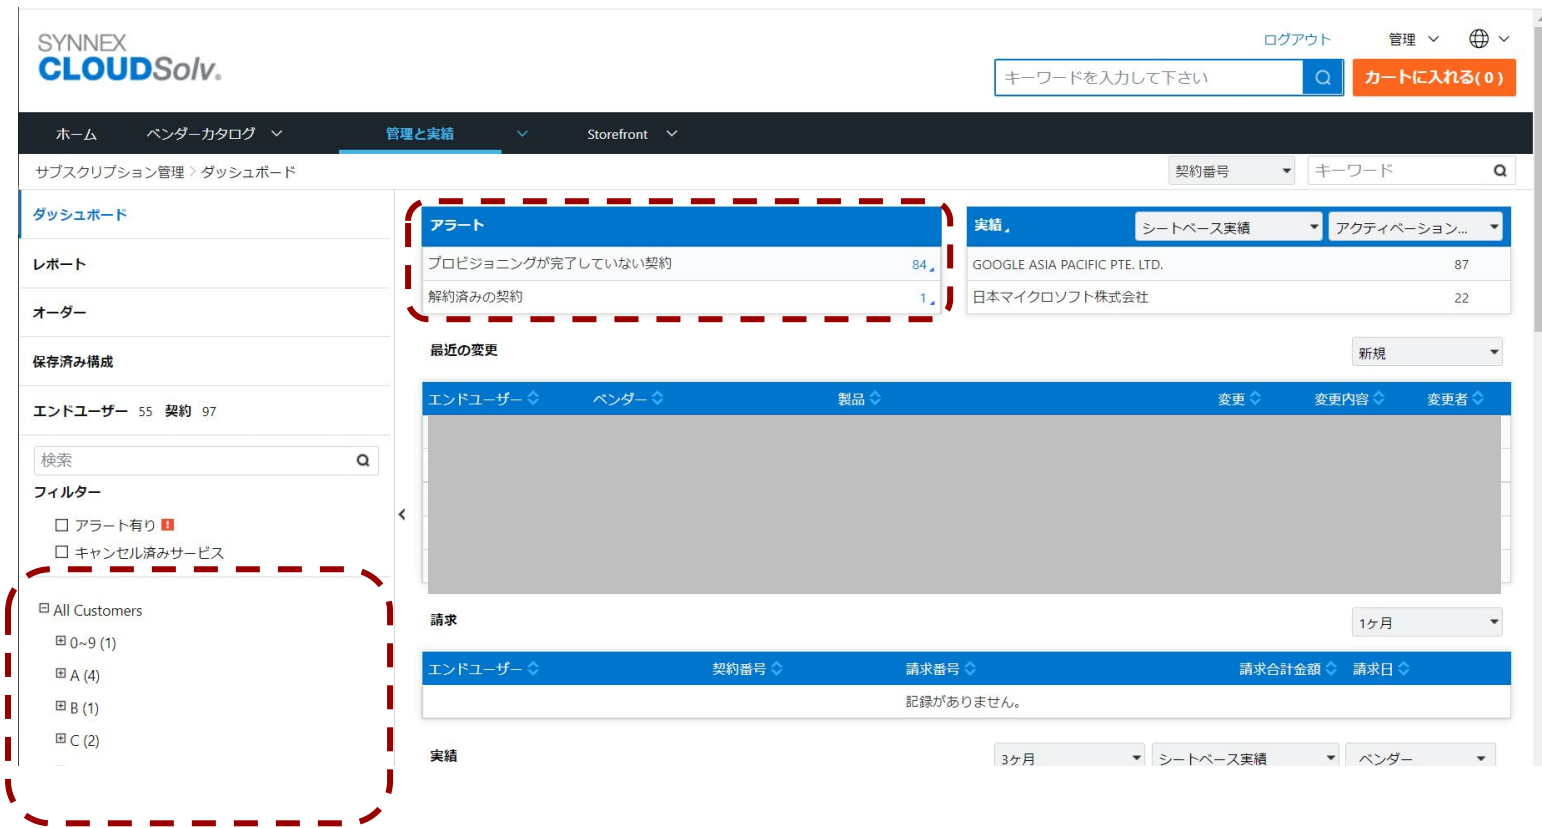 SYNNEX
CLOUDSolv.
ログアウト 管理
キーワードを入力して下さい カートに入れる( 0 )
ホーム ベンダーカタログ 管理と実績 Storefront
サブスクリプション管理 > ダッシュボード 契約番号 キーワード
ダッシュボード
レポート
オーダー
保存済み構成
エンドユーザー 55 契約 97
検索
フィルター
アラート有り !
キャンセル済みサービス
All Customers
0~9 (1)
A (4)
B (1)
C (2)
アラート
プロビジョニングが完了していない契約 84
解約済みの契約 1
実績 シートベース実績 アクティベーション...
GOOGLE ASIA PACIFIC PTE. LTD. 87
日本マイクロソフト株式会社 22
最近の変更 新規
エンドユーザー ベンダー 製品 変更 変更内容 変更者
請求 1ヶ月
エンドユーザー 契約番号 請求番号 請求合計金額 請求日
記録がありません。
実績 3ヶ月 シートベース実績 ベンダー